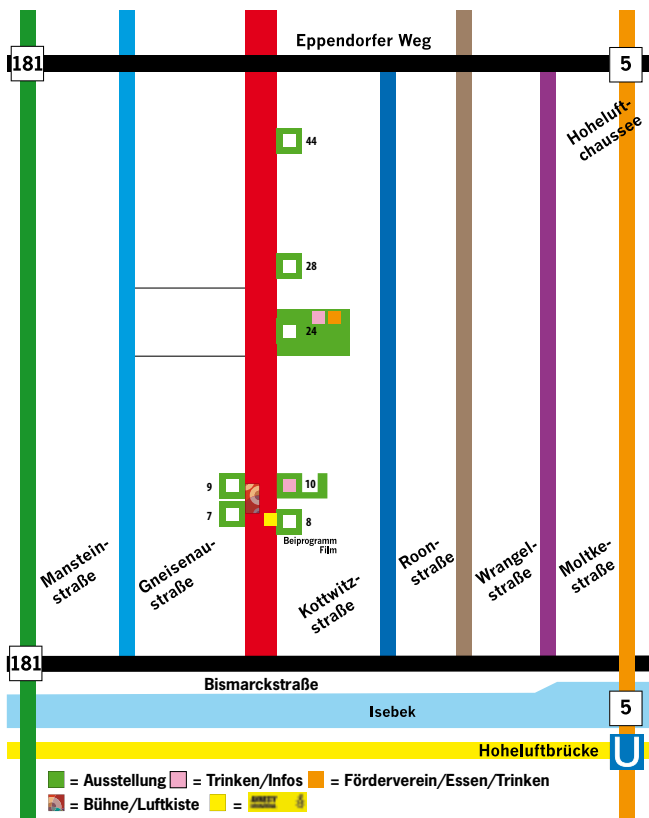 Eppendorfer Weg
181
5
Hoheluft-
chaussee
44
28
24
9
10
7
8
Beiprogramm
Film
Manstein-
straße
Gneisenau-
straße
Kottwitz-
straße
Roon-
straße
Wrangel-
straße
Moltke-
straße
181
Bismarckstraße
Isebek
5
Hoheluftbrücke
U
= Ausstellung = Trinken/Infos = Förderverein/Essen/Trinken
= Bühne/Luftkiste =